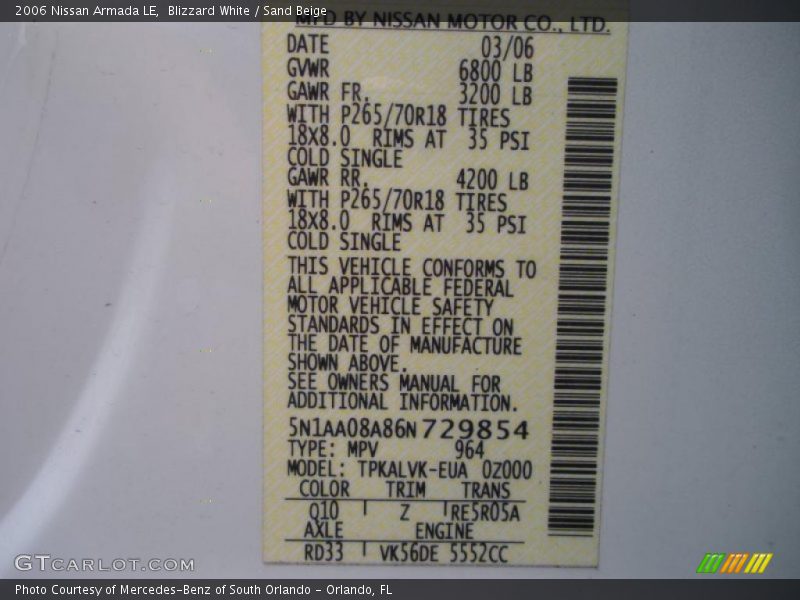 2006 Nissan Armada LE,  Blizzard White / Sand Beige
MFD BY NISSAN MOTOR CO., LTD.
DATE 03/06
GVWR 6800 LB
GAWR FR. 3200 LB
WITH P265/70R18 TIRES
18X8.0 RIMS AT 35 PSI
COLD SINGLE
GAWR RR. 4200 LB
WITH P265/70R18 TIRES
18X8.0 RIMS AT 35 PSI
COLD SINGLE
THIS VEHICLE CONFORMS TO
ALL APPLICABLE FEDERAL
MOTOR VEHICLE SAFETY
STANDARDS IN EFFECT ON
THE DATE OF MANUFACTURE
SHOWN ABOVE.
SEE OWNERS MANUAL FOR
ADDITIONAL INFORMATION.
5N1AA08A86N729854
TYPE: MPV 964
MODEL: TPKALVK-EUA 0Z000
COLOR TRIM TRANS
Q10 Z RE5R05A
AXLE ENGINE
RD33 VK56DE 5552CC
GTCARLOT.COM
Photo Courtesy of Mercedes-Benz of South Orlando - Orlando, FL